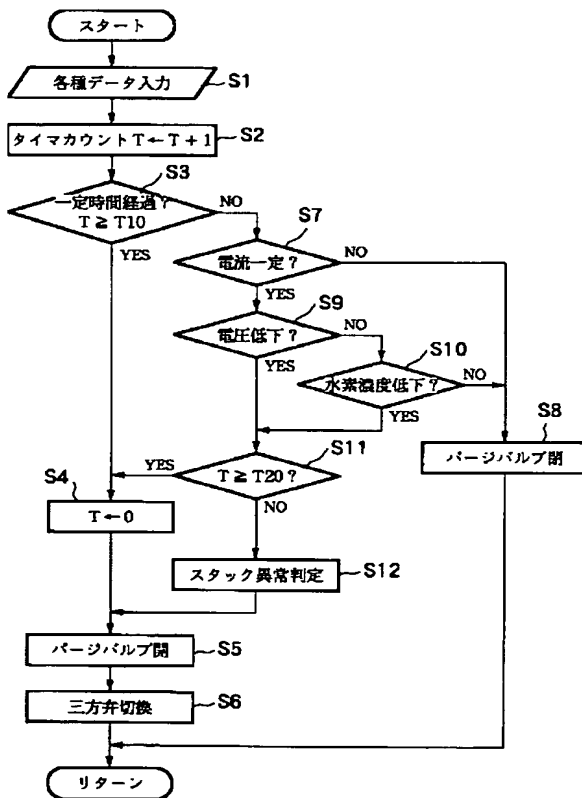 スタート
各種データ入力
S1
タイマカウント T ← T + 1
S2
S3
一定時間経過？
T ≧ T10
NO
YES
S7
電流一定？
NO
YES
S9
電圧低下？
NO
YES
S10
水素濃度低下？
NO
YES
S8
パージバルブ閉
S11
T ≧ T20？
YES
NO
S4
T ← 0
スタック異常判定
S12
パージバルブ開
S5
三方弁切換
S6
リターン